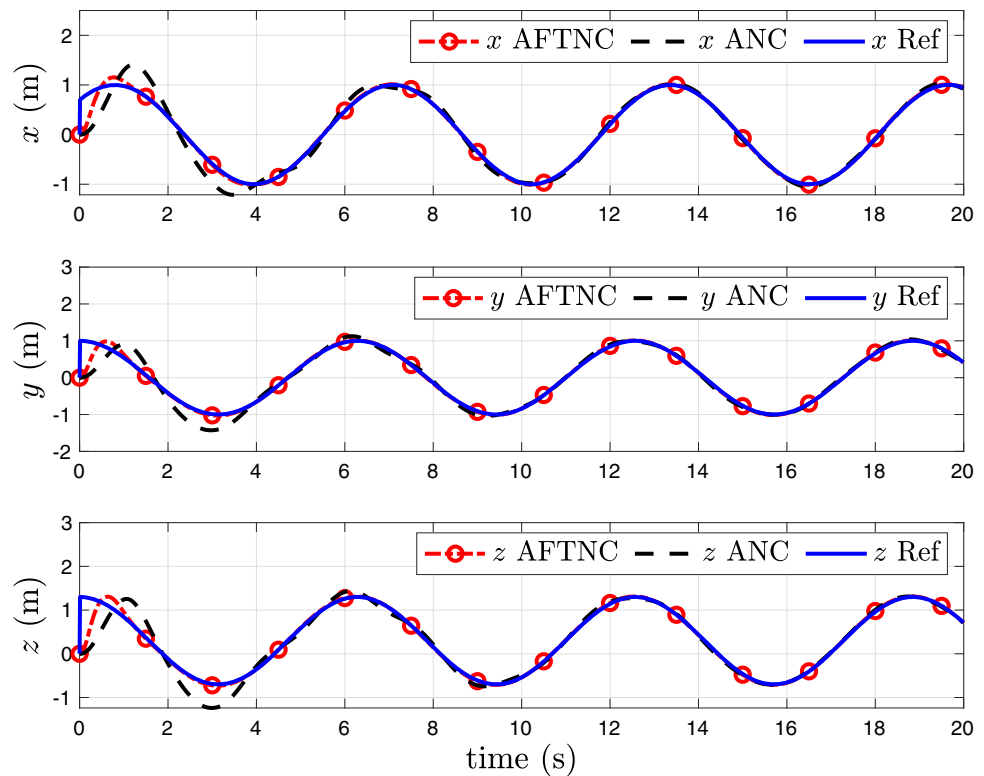 x AFTNC x ANC x Ref
x (m)
2
1
0
-1
0 2 4 6 8 10 12 14 16 18 20
y AFTNC y ANC y Ref
y (m)
3
2
1
0
-1
-2
0 2 4 6 8 10 12 14 16 18 20
z AFTNC z ANC z Ref
z (m)
3
2
1
0
-1
0 2 4 6 8 10 12 14 16 18 20
time (s)